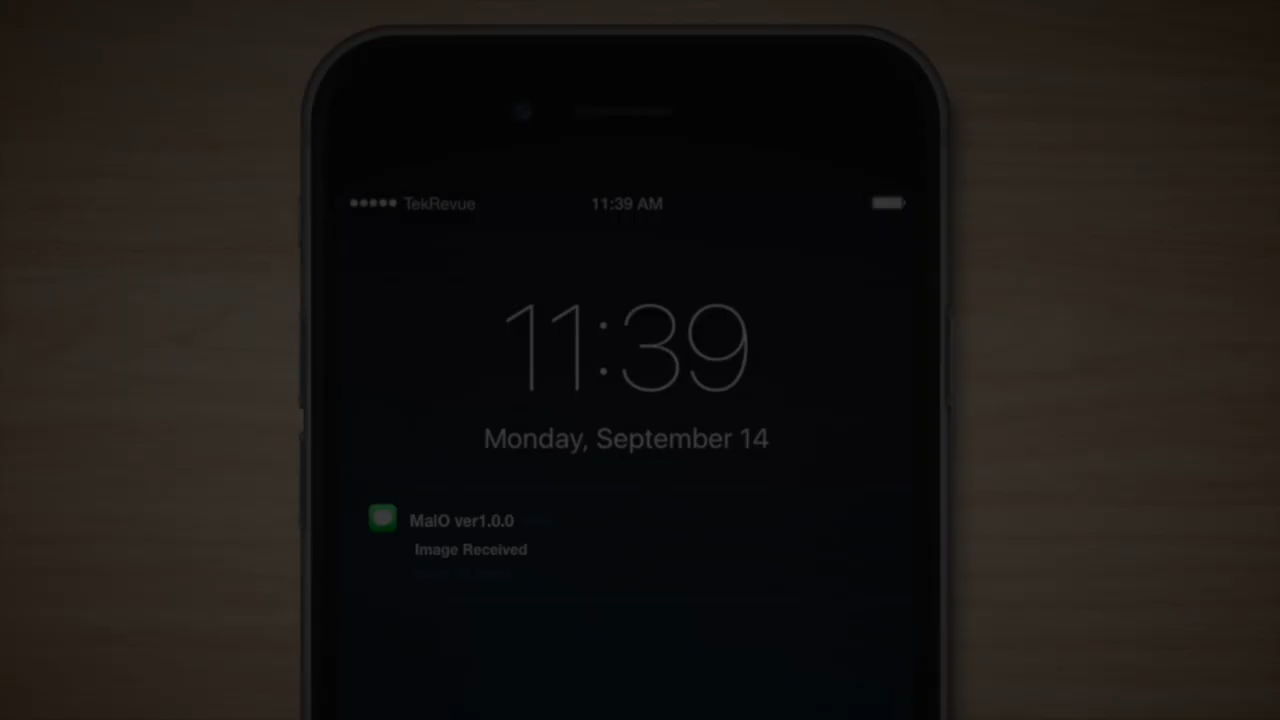 TekRevue 11:39 AM
11:39
Monday, September 14
MalO ver1.0.0
Image Received